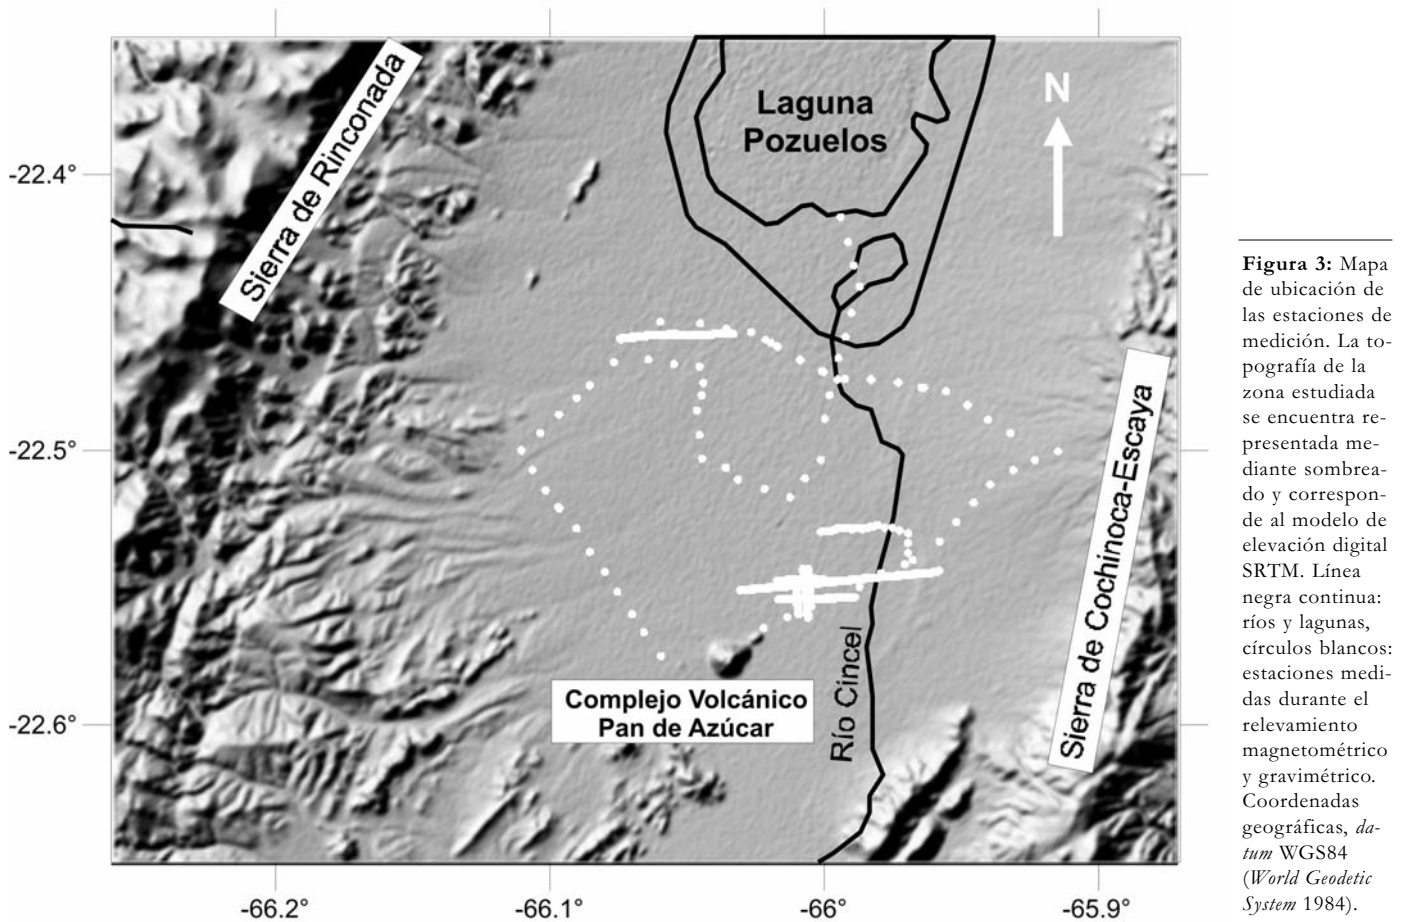 Sierra de Rinconada
Laguna
Pozuelos
N
-22.4°
-22.5°
-22.6°
Sierra de Cochinoca-Escaya
Complejo Volcánico
Pan de Azúcar
Río Cincel
-66.2°
-66.1°
-66°
-65.9°
Figura 3: Mapa
de ubicación de
las estaciones de
medición. La to-
pografía de la
zona estudiada
se encuentra re-
presentada me-
diante sombrea-
do y correspon-
de al modelo de
elevación digital
SRTM. Línea
negra continua:
ríos y lagunas,
círculos blancos:
estaciones medi-
das durante el
relevamiento
magnetométrico
y gravimétrico.
Coordenadas
geográficas, da-
tum WGS84
(World Geodetic
System 1984).